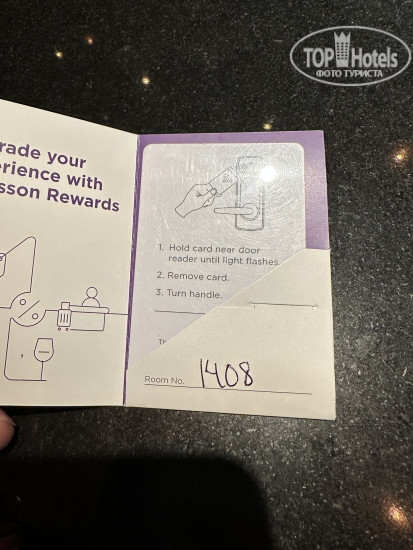 TOP Hotels
ФОТО ТУРИСТА
rade your
erience with
sson Rewards
1. Hold card near door
reader until light flashes.
2. Remove card.
3. Turn handle.
Room No. 1408